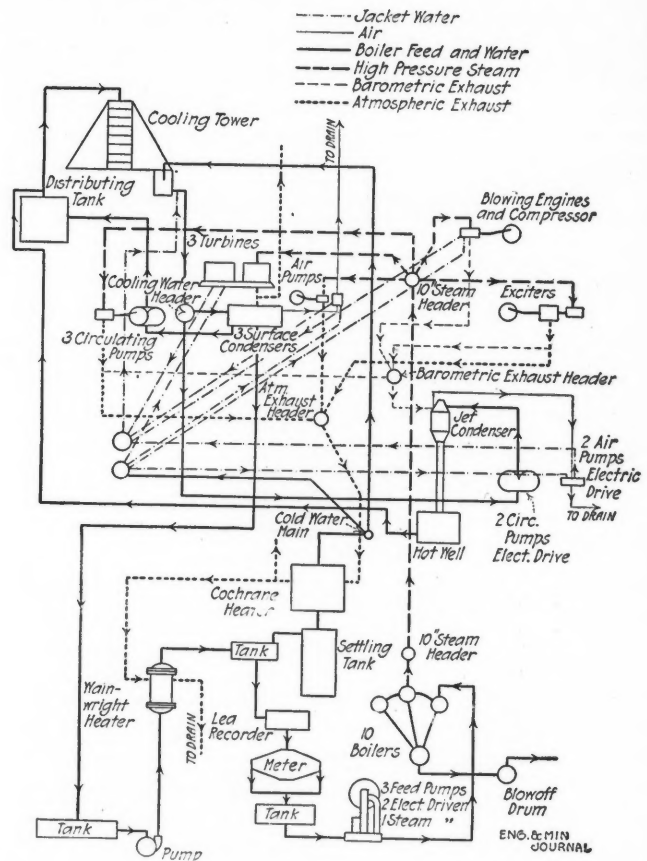 Jacket Water
Air
Boiler Feed and Water
High Pressure Steam
Barometric Exhaust
Atmospheric Exhaust
Cooling Tower
TO DRAIN
Distributing
Tank
Blowing Engines
and Compressor
3 Turbines
Air
Pumps
Cooling Water
Header
10" Steam
Header
Exciters
3 Circulating
Pumps
3 Surface
Condensers
Barometric Exhaust Header
Atm.
Exhaust
Header
Jet
Condenser
2 Air
Pumps
Electric
Drive
TO DRAIN
Cold Water
Main
Hot Well
2 Circ.
Pumps
Elect. Drive
Cochrane
Heater
Settling
Tank
10" Steam
Header
Tank
Wain-
wright
Heater
TO DRAIN
Lea
Recorder
10
Boilers
Meter
Blowoff
Drum
Tank
3 Feed Pumps
2 Elect Driven
1 Steam "
Tank
Pump
ENG. & MIN
JOURNAL